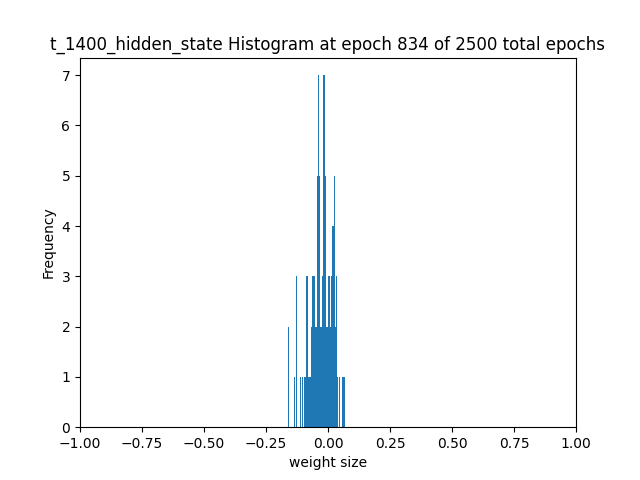 t_1400_hidden_state Histogram at epoch 834 of 2500 total epochs
7
6
5
4
3
2
1
0
Frequency
−1.00 −0.75 −0.50 −0.25 0.00 0.25 0.50 0.75 1.00
weight size